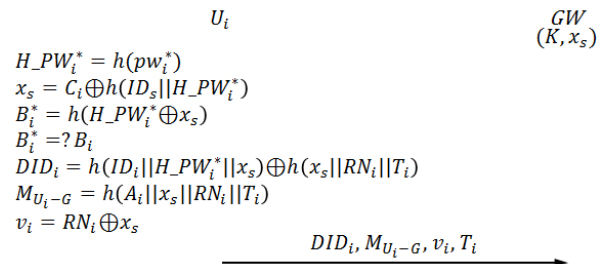 U_i GW
(K, x_s)
H_PW_i^* = h(pw_i^*)
x_s = C_i⨁h(ID_s||H_PW_i^*)
B_i^* = h(H_PW_i^*⨁x_s)
B_i^* =? B_i
DID_i = h(ID_i||H_PW_i^*||x_s)⨁h(x_s||RN_i||T_i)
M_{U_i-G} = h(A_i||x_s||RN_i||T_i)
v_i = RN_i⨁x_s
DID_i, M_{U_i-G}, v_i, T_i